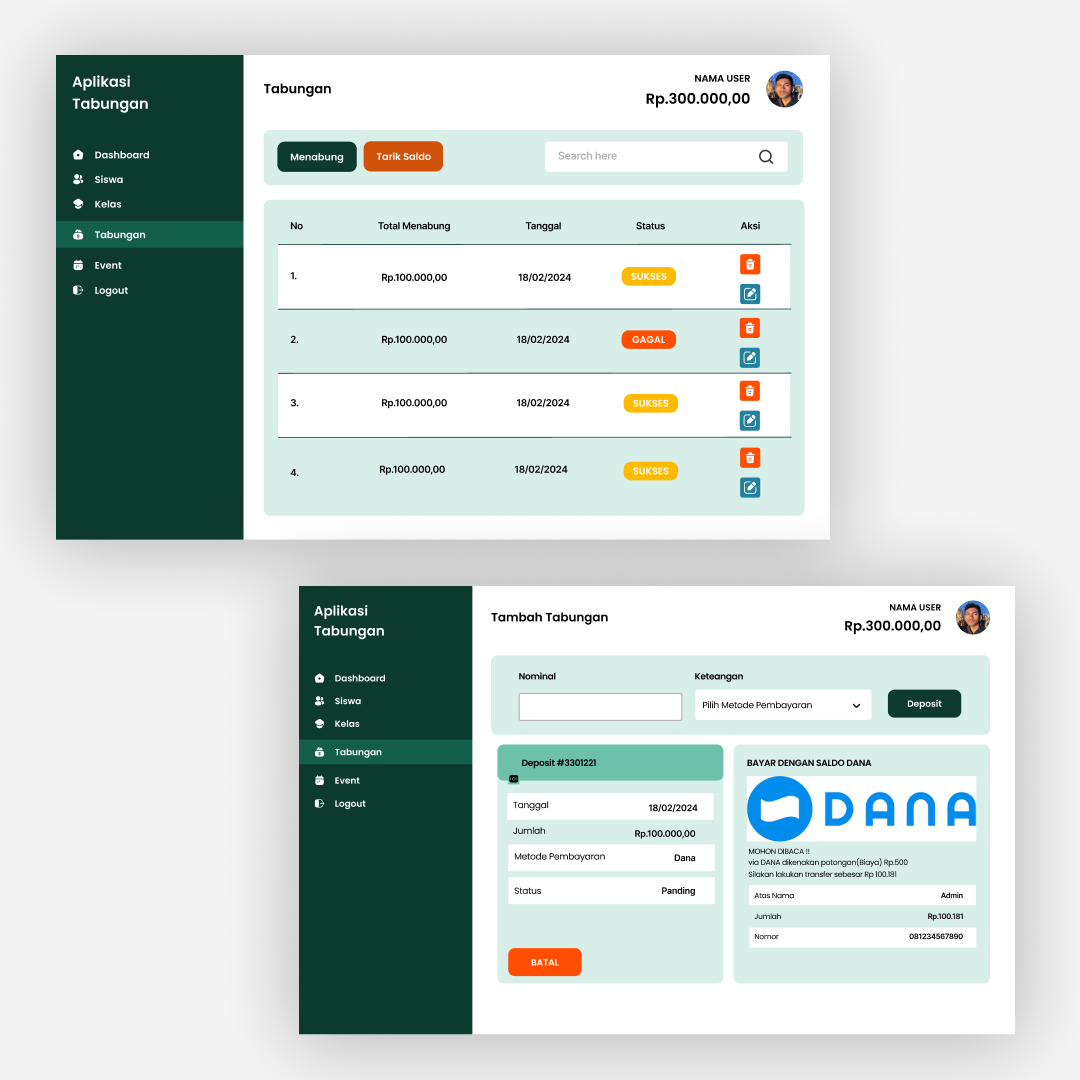 Aplikasi
Tabungan
Dashboard
Siswa
Kelas
Tabungan
Event
Logout
Tabungan
NAMA USER
Rp.300.000,00
Menabung
Tarik Saldo
Search here
No Total Menabung Tanggal Status Aksi
1. Rp.100.000,00 18/02/2024 SUKSES
2. Rp.100.000,00 18/02/2024 GAGAL
3. Rp.100.000,00 18/02/2024 SUKSES
4. Rp.100.000,00 18/02/2024 SUKSES
Aplikasi
Tabungan
Dashboard
Siswa
Kelas
Tabungan
Event
Logout
Tambah Tabungan
NAMA USER
Rp.300.000,00
Nominal
Keteangan
Pilih Metode Pembayaran
Deposit
Deposit #3301221
Tanggal 18/02/2024
Jumlah Rp.100.000,00
Metode Pembayaran Dana
Status Panding
BATAL
BAYAR DENGAN SALDO DANA
DANA
MOHON DIBACA !!
via DANA dikenakan potongan(Biaya) Rp.500
Silakan lakukan transfer sebesar Rp 100.181
Atas Nama Admin
Jumlah Rp.100.181
Nomor 081234567890